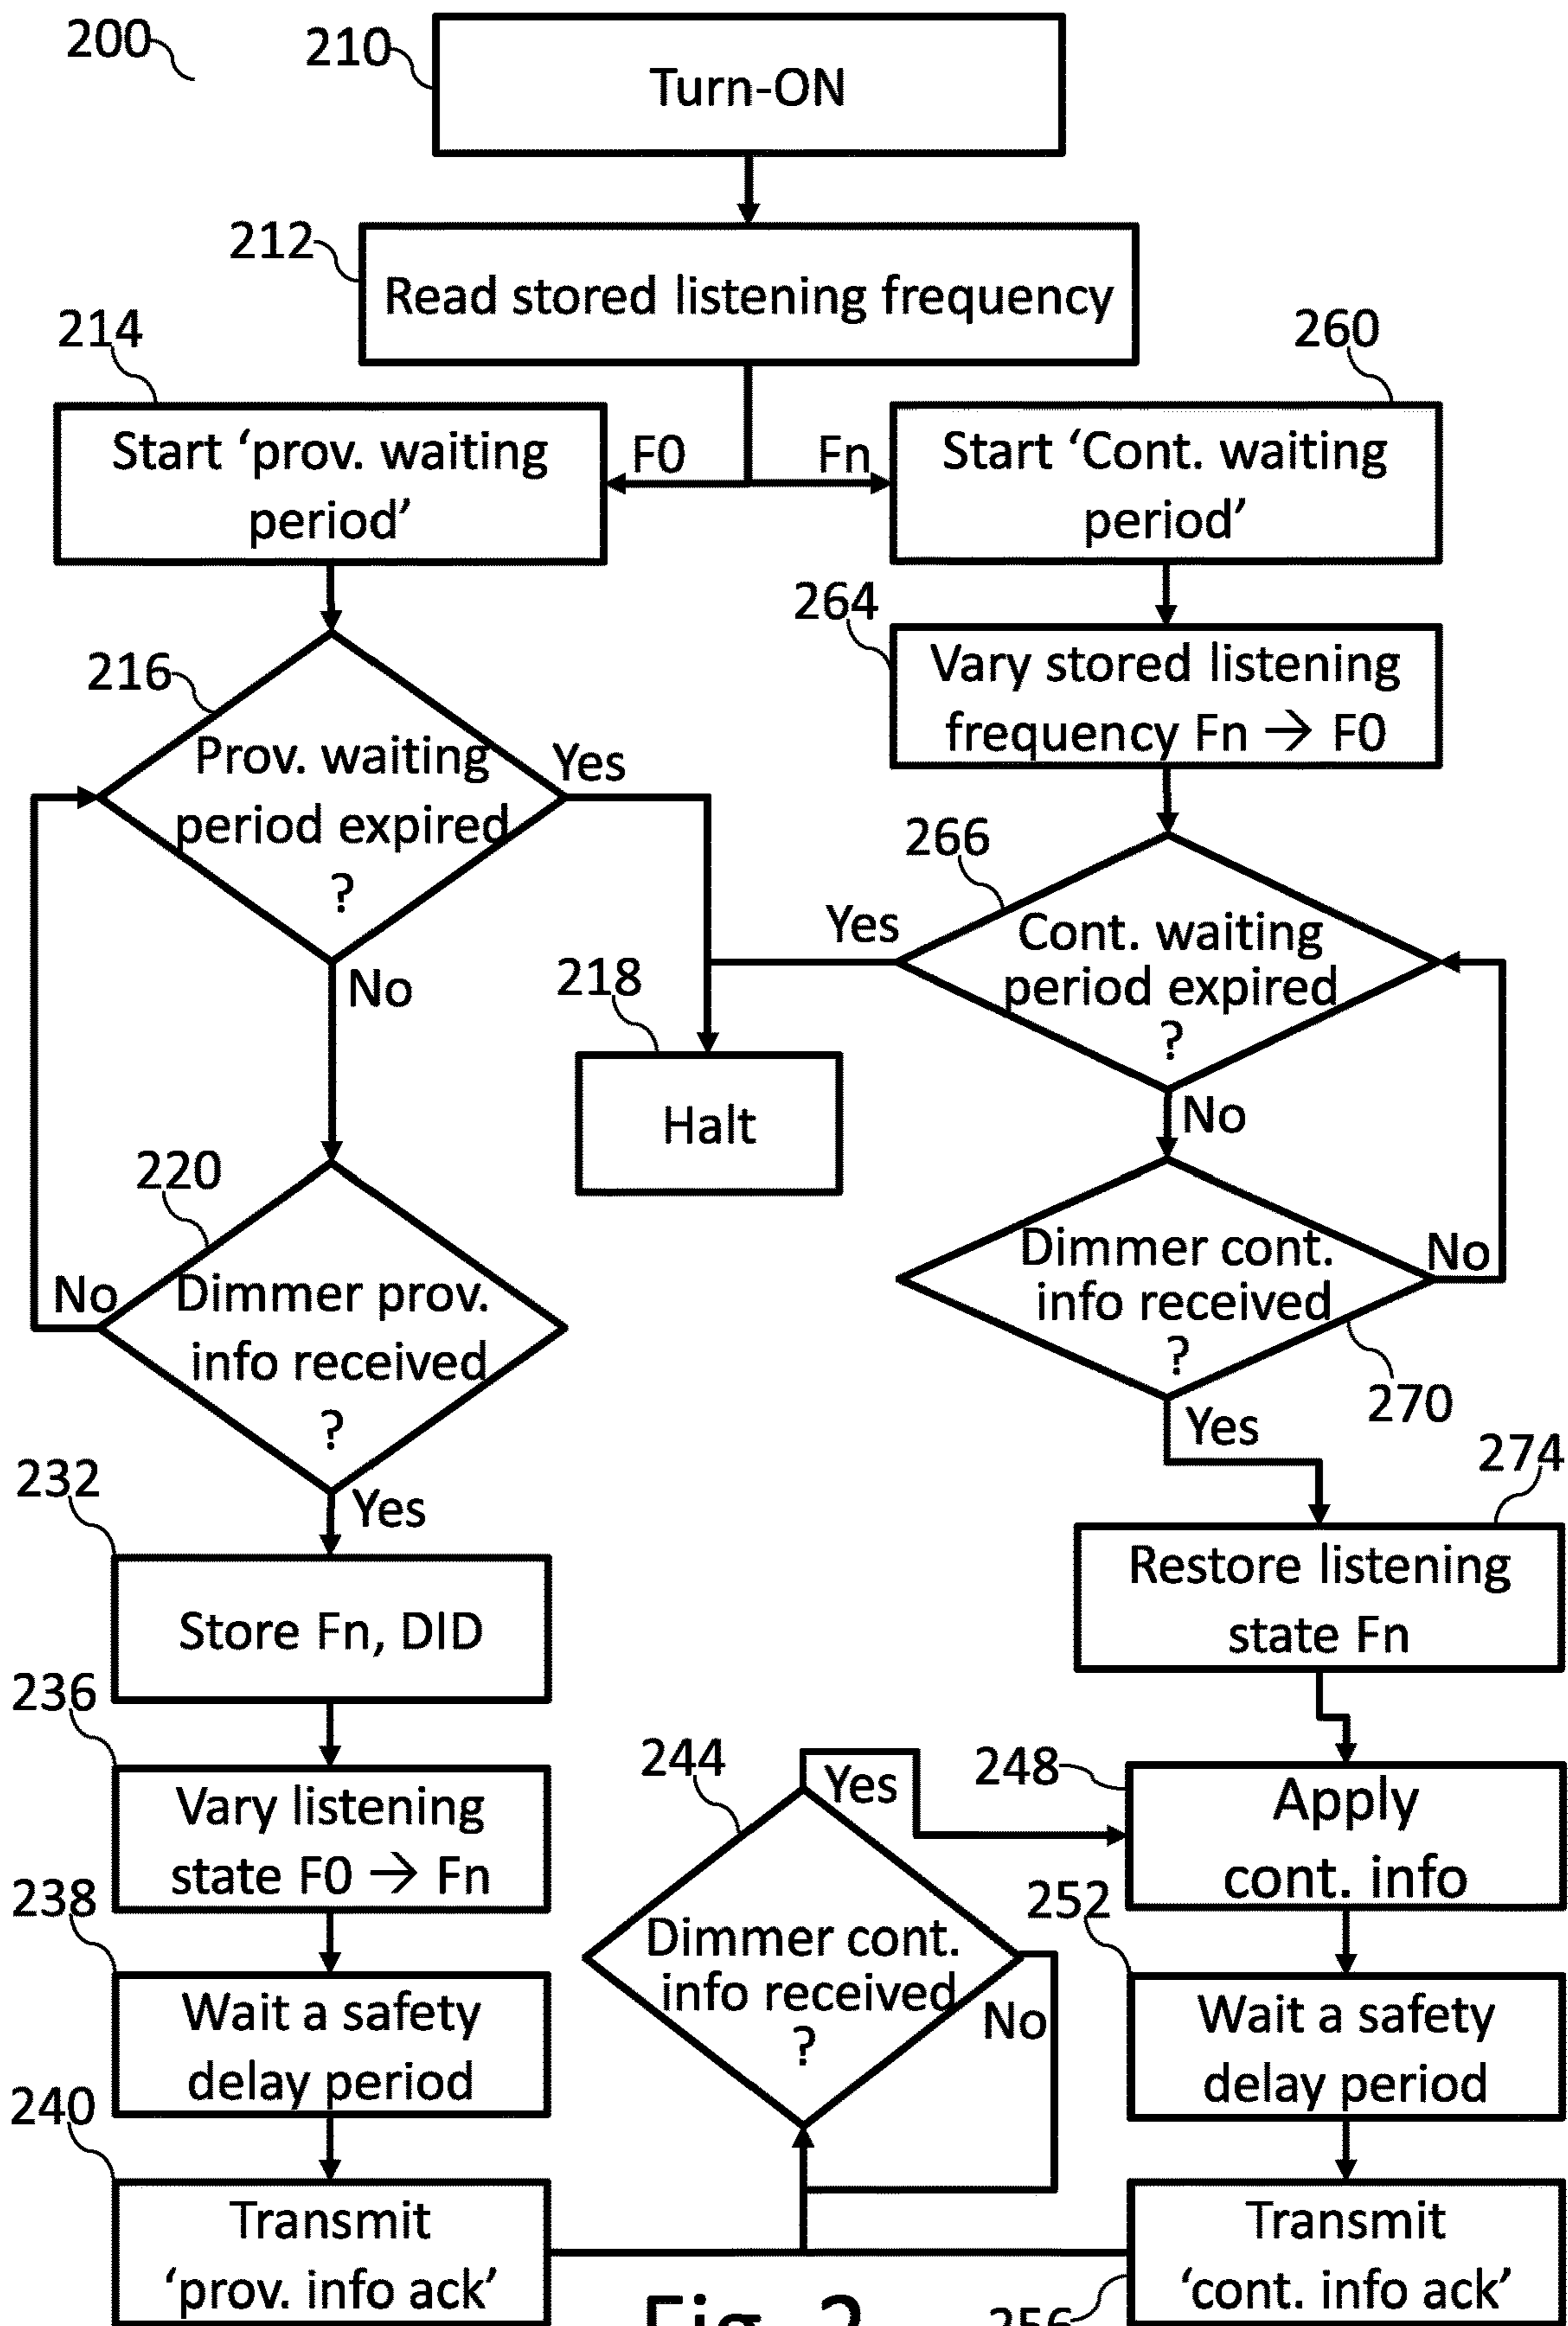 200
210
Turn-ON
212
Read stored listening frequency
214
260
Start ‘prov. waiting
period’
F0
Fn
Start ‘Cont. waiting
period’
264
Vary stored listening
frequency Fn → F0
216
Prov. waiting
period expired
?
Yes
No
266
Cont. waiting
period expired
?
Yes
No
218
Halt
220
Dimmer prov.
info received
?
No
Yes
Dimmer cont.
info received
?
No
270
Yes
274
Restore listening
state Fn
232
Store Fn, DID
236
Vary listening
state F0 → Fn
244
Dimmer cont.
info received
?
Yes
No
248
Apply
cont. info
238
Wait a safety
delay period
252
Wait a safety
delay period
240
Transmit
‘prov. info ack’
Transmit
‘cont. info ack’
256
Fig. 2